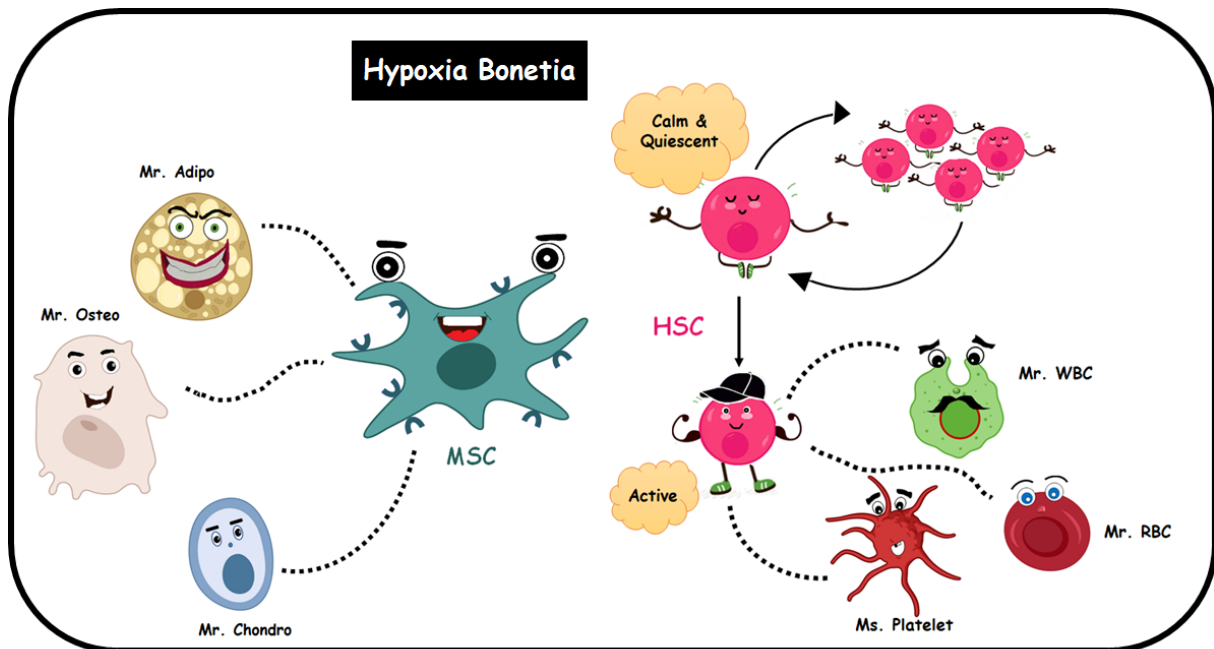 Hypoxia Bonetia
Calm &
Quiescent
Mr. Adipo
Mr. Osteo
HSC
Mr. WBC
MSC
Active
Mr. RBC
Mr. Chondro
Ms. Platelet